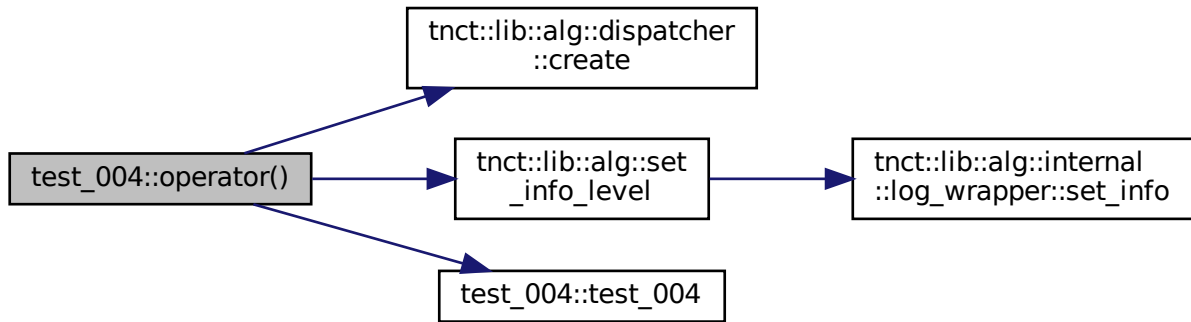 tnct::lib::alg::dispatcher
::create
test_004::operator()
tnct::lib::alg::set
_info_level
tnct::lib::alg::internal
::log_wrapper::set_info
test_004::test_004